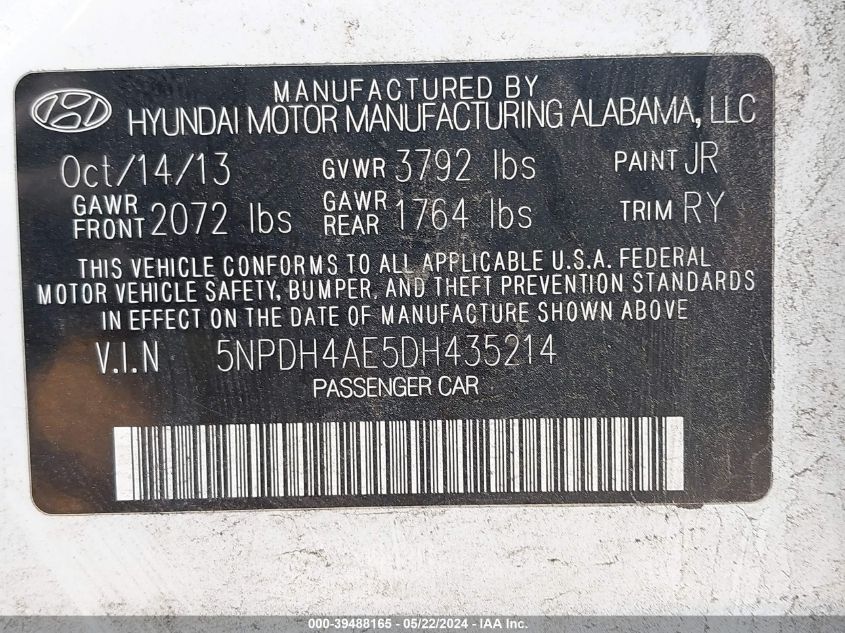 MANUFACTURED BY
HYUNDAI MOTOR MANUFACTURING ALABAMA, LLC
Oct/14/13 GVWR 3792 lbs PAINT JR
GAWR FRONT 2072 lbs GAWR REAR 1764 lbs TRIM RY
THIS VEHICLE CONFORMS TO ALL APPLICABLE U.S.A. FEDERAL
MOTOR VEHICLE SAFETY, BUMPER, AND THEFT PREVENTION STANDARDS
IN EFFECT ON THE DATE OF MANUFACTURE SHOWN ABOVE
V.I.N 5NPDH4AE5DH435214
PASSENGER CAR
000-39488165 - 05/22/2024 - IAA Inc.